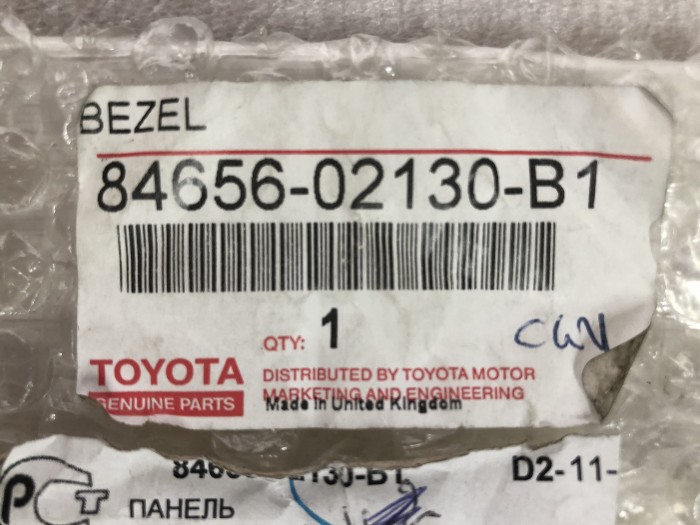 BEZEL
84656-02130-B1
QTY: 1
TOYOTA
GENUINE PARTS
DISTRIBUTED BY TOYOTA MOTOR
MARKETING AND ENGINEERING
Made in United Kingdom
D2-11-
РСТ
ПАНЕЛЬ